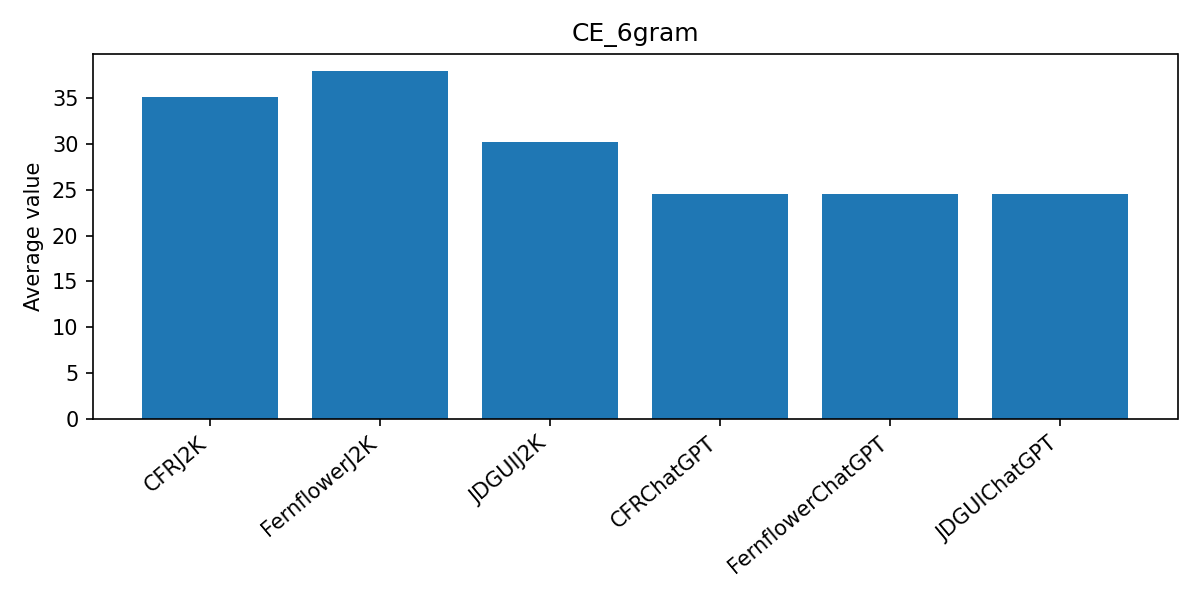 CE_6gram
Average value
35
30
25
20
15
10
5
0
CFRJ2K
FernflowerJ2K
JDGUIJ2K
CFRChatGPT
FernflowerChatGPT
JDGUIChatGPT